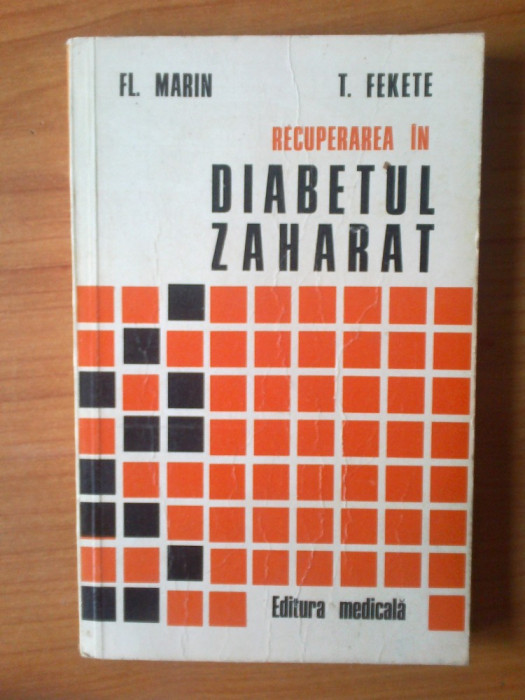 FL. MARIN T. FEKETE
RECUPERAREA ÎN
DIABETUL
ZAHARAT
Editura medicală